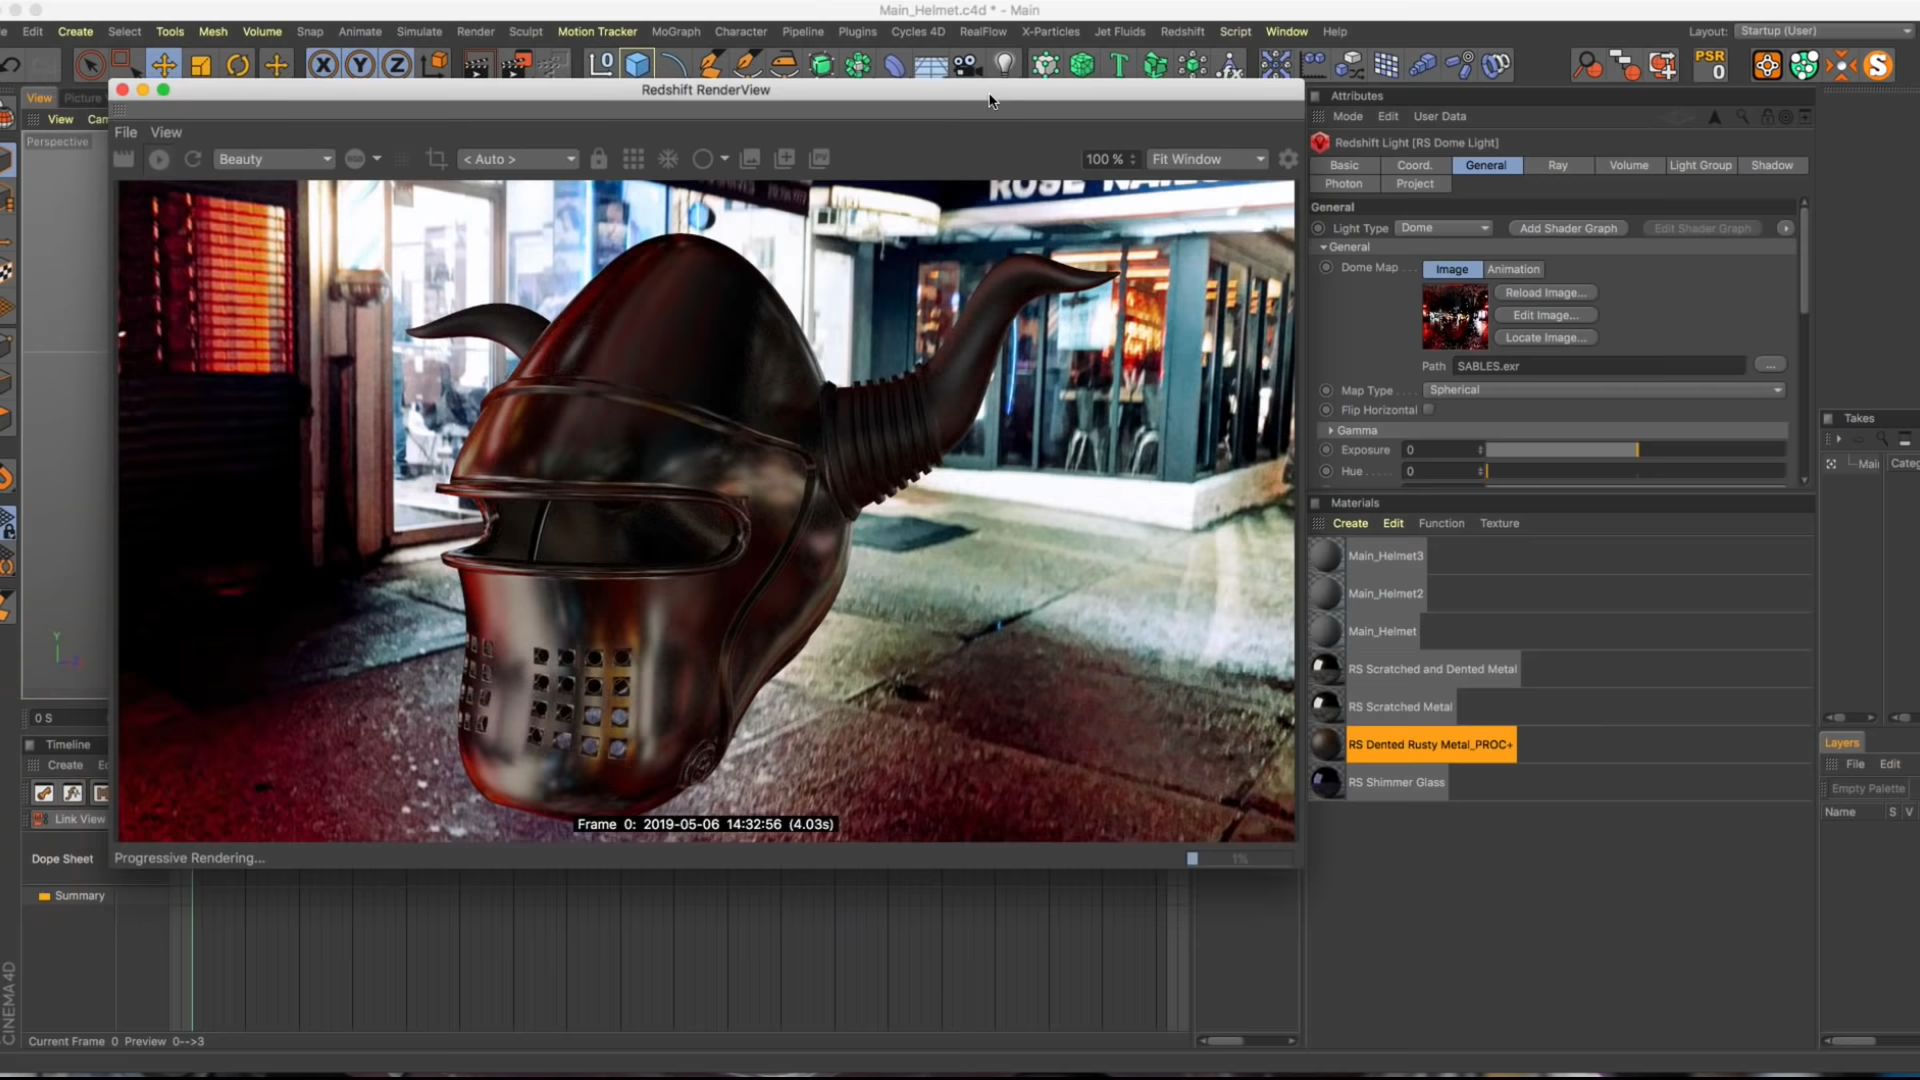 Main_Helmet.c4d * - Main
Edit Create Select Tools Mesh Volume Snap Animate Simulate Render Sculpt Motion Tracker MoGraph Character Pipeline Plugins Cycles 4D RealFlow X-Particles Jet Fluids Redshift Script Window Help
Layout: Startup (User)
X Y Z
PSR
0
View Picture
Redshift RenderView
Attributes
View Cam
Mode Edit User Data
File View
Perspective
Redshift Light [RS Dome Light]
Beauty
< Auto >
100 %
Fit Window
Basic Coord. General Ray Volume Light Group Shadow
Photon Project
General
Light Type Dome Add Shader Graph Edit Shader Graph
General
Dome Map Image Animation
Reload Image...
Edit Image...
Locate Image...
Path SABLES.exr
Map Type Spherical
Flip Horizontal
Gamma
Exposure 0
Hue 0
Takes
Mai Categ
Materials
Create Edit Function Texture
Main_Helmet3
Main_Helmet2
Main_Helmet
RS Scratched and Dented Metal
RS Scratched Metal
RS Dented Rusty Metal_PROC+
RS Shimmer Glass
Layers
File Edit
Empty Palette
Name S V
Y
0 S
Timeline
Create
Link View
Frame 0: 2019-05-06 14:32:56 (4.03s)
Progressive Rendering...
1%
Dope Sheet
Summary
CINEMA 4D
Current Frame 0 Preview 0-->3